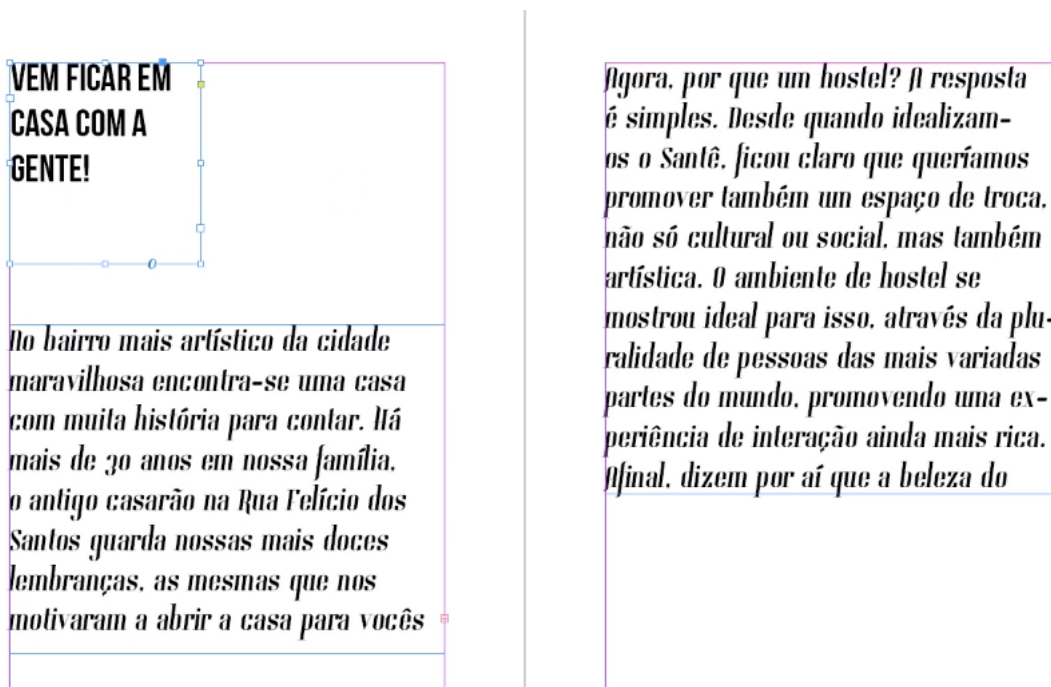 VEM FICAR EM
CASA COM A
GENTE!
No bairro mais artístico da cidade
maravilhosa encontra-se uma casa
com muita história para contar. Há
mais de 30 anos em nossa família,
o antigo casarão na Rua Felício dos
Santos guarda nossas mais doces
lembranças, as mesmas que nos
motivaram a abrir a casa para vocês
Agora, por que um hostel? A resposta
é simples. Desde quando idealizam-
os o Santê, ficou claro que queríamos
promover também um espaço de troca,
não só cultural ou social, mas também
artística. O ambiente de hostel se
mostrou ideal para isso, através da plu-
ralidade de pessoas das mais variadas
partes do mundo, promovendo uma ex-
periência de interação ainda mais rica.
Afinal, dizem por aí que a beleza do